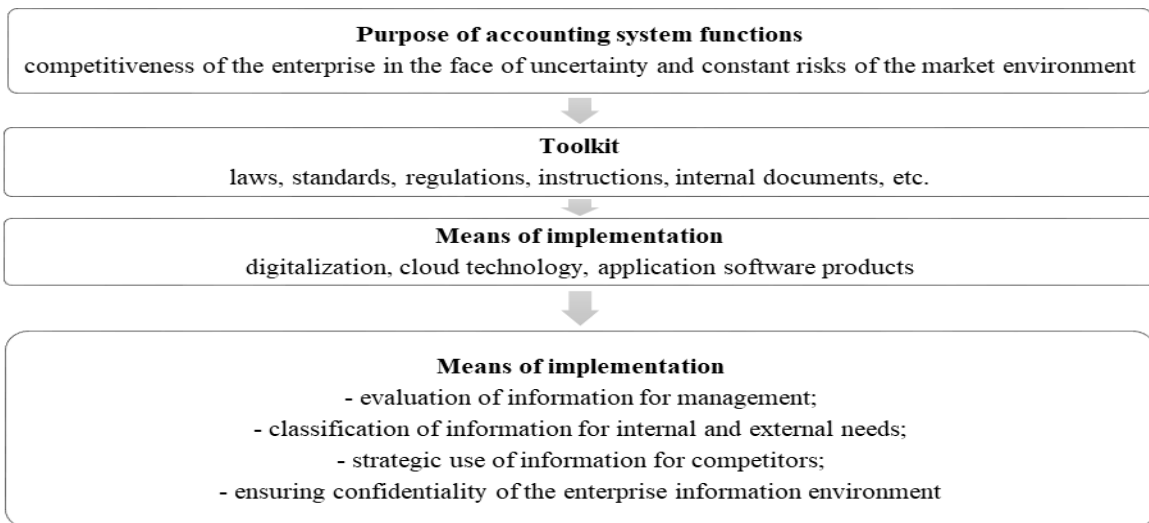 Purpose of accounting system functions
competitiveness of the enterprise in the face of uncertainty and constant risks of the market environment
Toolkit
laws, standards, regulations, instructions, internal documents, etc.
Means of implementation
digitalization, cloud technology, application software products
Means of implementation
- evaluation of information for management;
- classification of information for internal and external needs;
- strategic use of information for competitors;
- ensuring confidentiality of the enterprise information environment